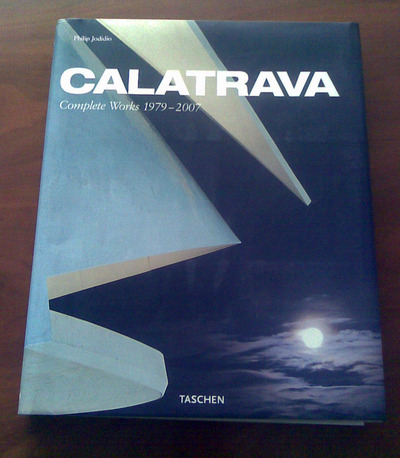 Philip Jodidio
CALATRAVA
Complete Works 1979–2007
TASCHEN